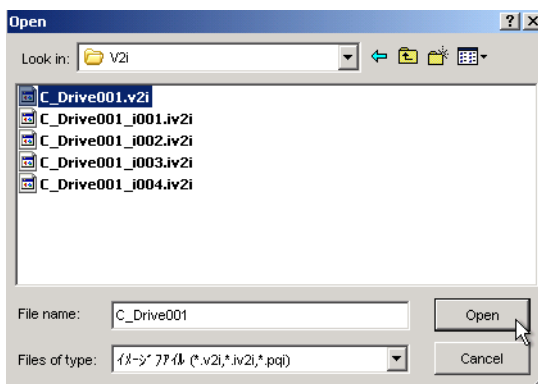 Open
Look in: V2i
C_Drive001.v2i
C_Drive001_i001.iv2i
C_Drive001_i002.iv2i
C_Drive001_i003.iv2i
C_Drive001_i004.iv2i
File name: C_Drive001 Open
Files of type: ｲﾒｰｼﾞ ﾌｧｲﾙ (*.v2i,*.iv2i,*.pqi) Cancel